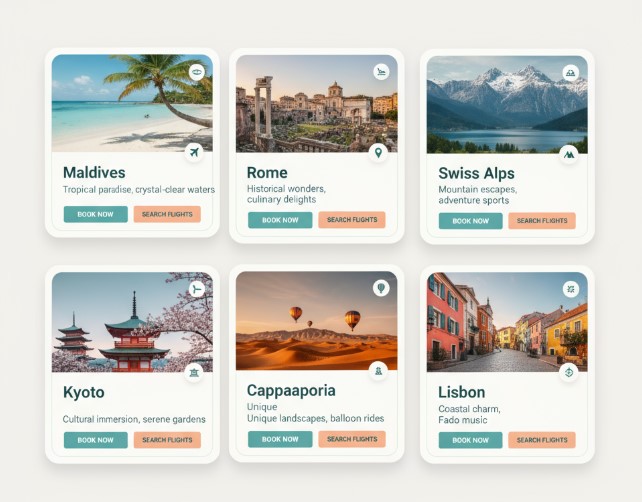 Maldives
Tropical paradise, crystal-clear waters
BOOK NOW
SEARCH FLIGHTS
Rome
Historical wonders,
culinary delights
BOOK NOW
SEARCH FLIGHTS
Swiss Alps
Mountain escapes,
adventure sports
BOOK NOW
SEARCH FLIGHTS
Kyoto
Cultural immersion, serene gardens
BOOK NOW
SEARCH FLIGHTS
Cappaaporia
Unique
Unique landscapes, balloon rides
BOOK NOW
SEARCH FLIGHTS
Lisbon
Coastal charm,
Fado music
BOOK NOW
SEARCH FLIGHTS